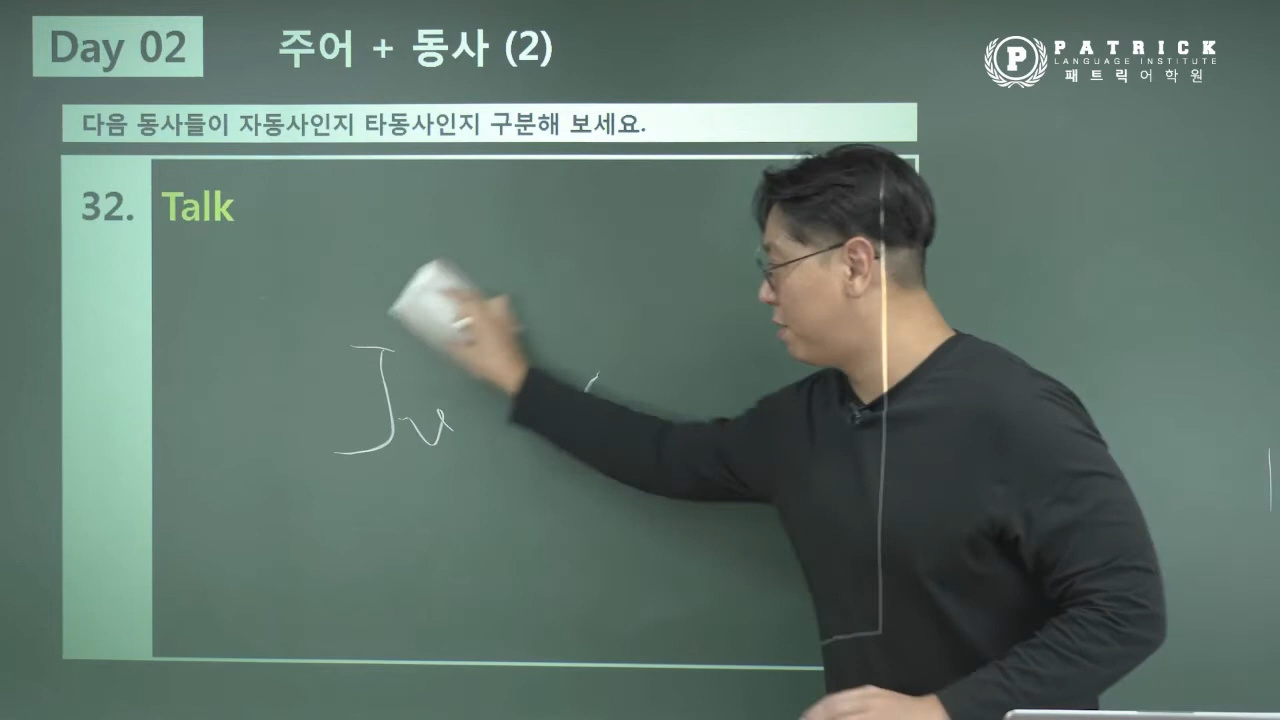 Day 02
주어 + 동사 (2)
PATRICK
LANGUAGE INSTITUTE
패트릭어학원
다음 동사들이 자동사인지 타동사인지 구분해 보세요.
32. Talk